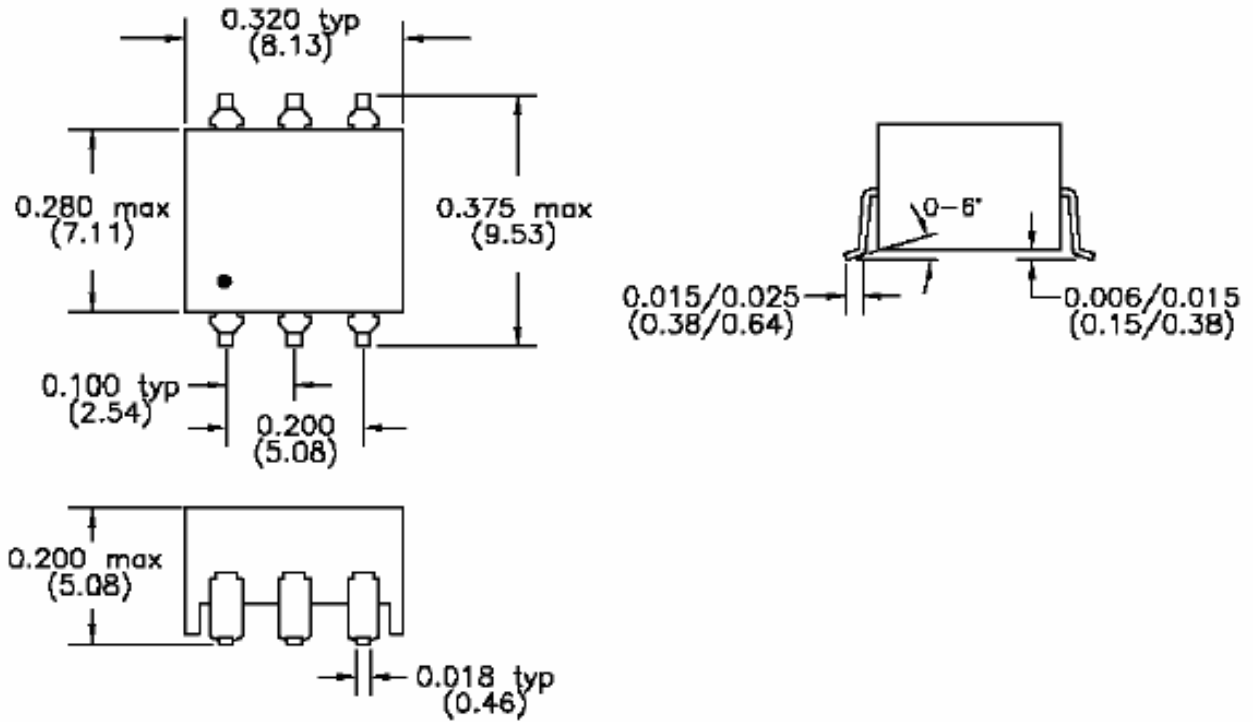 0.320 typ
(8.13)
0.280 max
(7.11)
0.375 max
(9.53)
0.100 typ
(2.54)
0.200
(5.08)
0-6°
0.015/0.025
(0.38/0.64)
0.006/0.015
(0.15/0.38)
0.200 max
(5.08)
0.018 typ
(0.46)